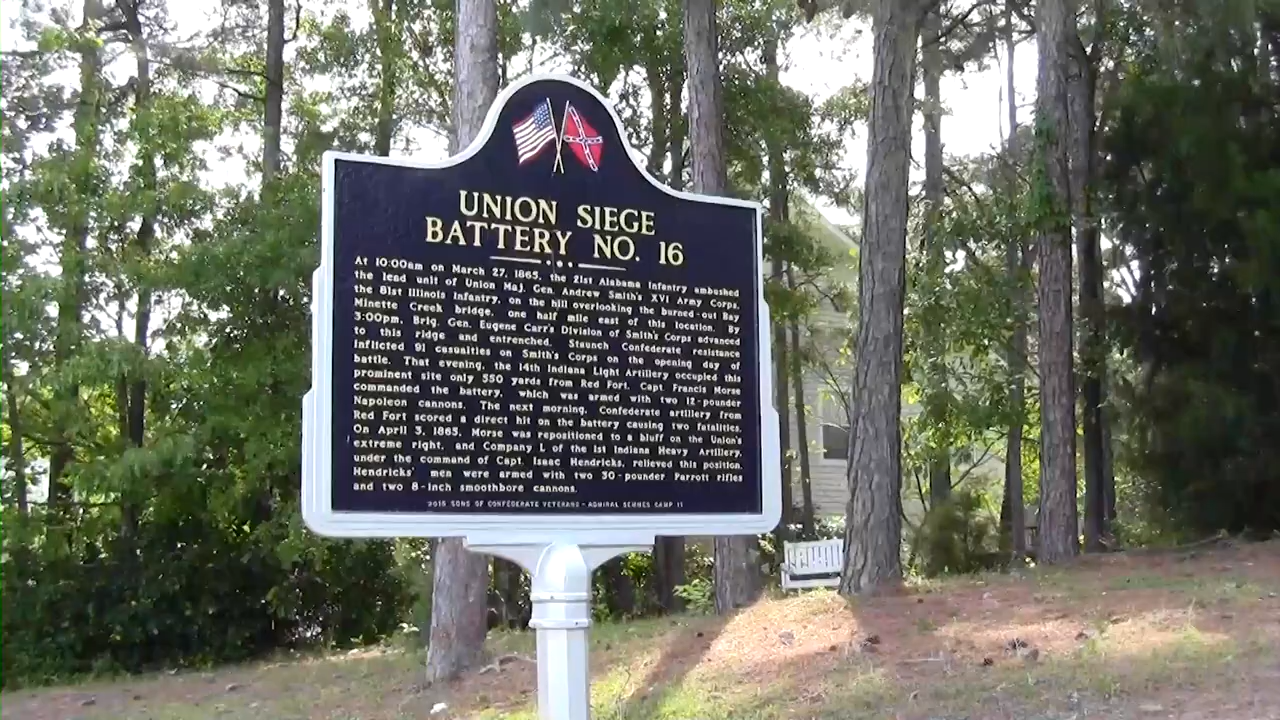 UNION SIEGE
BATTERY NO. 16
At 10:00am on March 27, 1865, the 21st Alabama Infantry ambushed
the lead unit of Union Maj. Gen. Andrew Smith's XVI Army Corps,
the 81st Illinois Infantry, on the hill overlooking the burned-out Bay
Minette Creek bridge, one half mile east of this location. By
3:00pm, Brig. Gen. Eugene Carr's Division of Smith's Corps advanced
to this ridge and entrenched. Staunch Confederate resistance
inflicted 91 casualties on Smith's Corps on the opening day of
battle. That evening, the 14th Indiana Light Artillery occupied this
prominent site only 550 yards from Red Fort. Capt. Francis Morse
commanded the battery, which was armed with two 12-pounder
Napoleon cannons. The next morning, Confederate artillery from
Red Fort scored a direct hit on the battery causing two fatalities.
On April 3, 1865, Morse was repositioned to a bluff on the Union's
extreme right, and Company L of the 1st Indiana Heavy Artillery,
under the command of Capt. Isaac Hendricks, relieved this position.
Hendricks' men were armed with two 30-pounder Parrott rifles
and two 8-inch smoothbore cannons.
2015 SONS OF CONFEDERATE VETERANS - ADMIRAL SEMMES CAMP 11